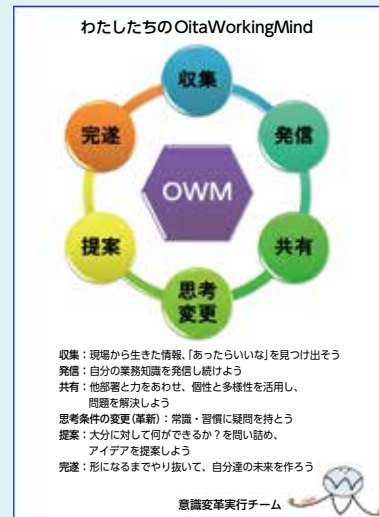 わたしたちのOitaWorkingMind
収集
完遂
発信
OWM
提案
共有
思考
変更
収集：現場から生きた情報、「あったらいいな」を見つけ出そう
発信：自分の業務知識を発信し続けよう
共有：他部署と力をあわせ、個性と多様性を活用し、
問題を解決しよう
思考条件の変更(革新)：常識・習慣に疑問を持とう
提案：大分に対して何ができるか？を問い詰め、
アイデアを提案しよう
完遂：形になるまでやり抜いて、自分達の未来を作ろう
意識変革実行チーム